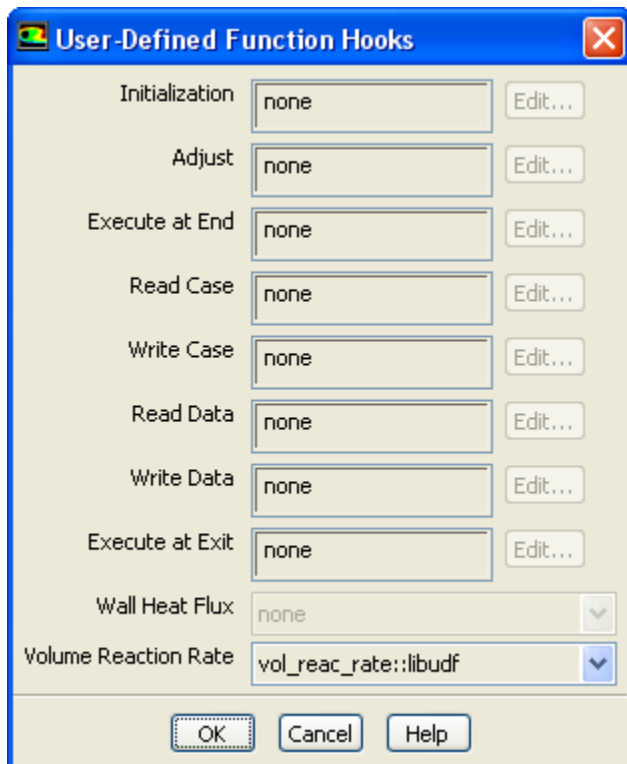 User-Defined Function Hooks
Initialization none Edit...
Adjust none Edit...
Execute at End none Edit...
Read Case none Edit...
Write Case none Edit...
Read Data none Edit...
Write Data none Edit...
Execute at Exit none Edit...
Wall Heat Flux none
Volume Reaction Rate vol_reac_rate::libudf
OK Cancel Help